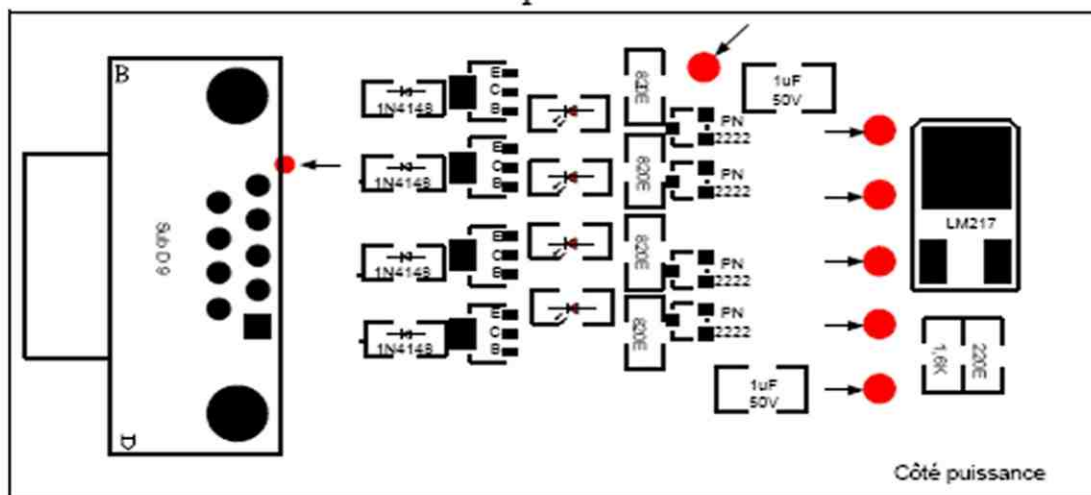 B
Sub D 9
D
1N4148
E
C
B
1N4148
E
C
B
1N4148
E
C
B
1N4148
E
C
B
820E
820E
820E
820E
PN
2222
PN
2222
PN
2222
PN
2222
1uF
50V
1uF
50V
LM217
1,6K
220E
Côté puissance